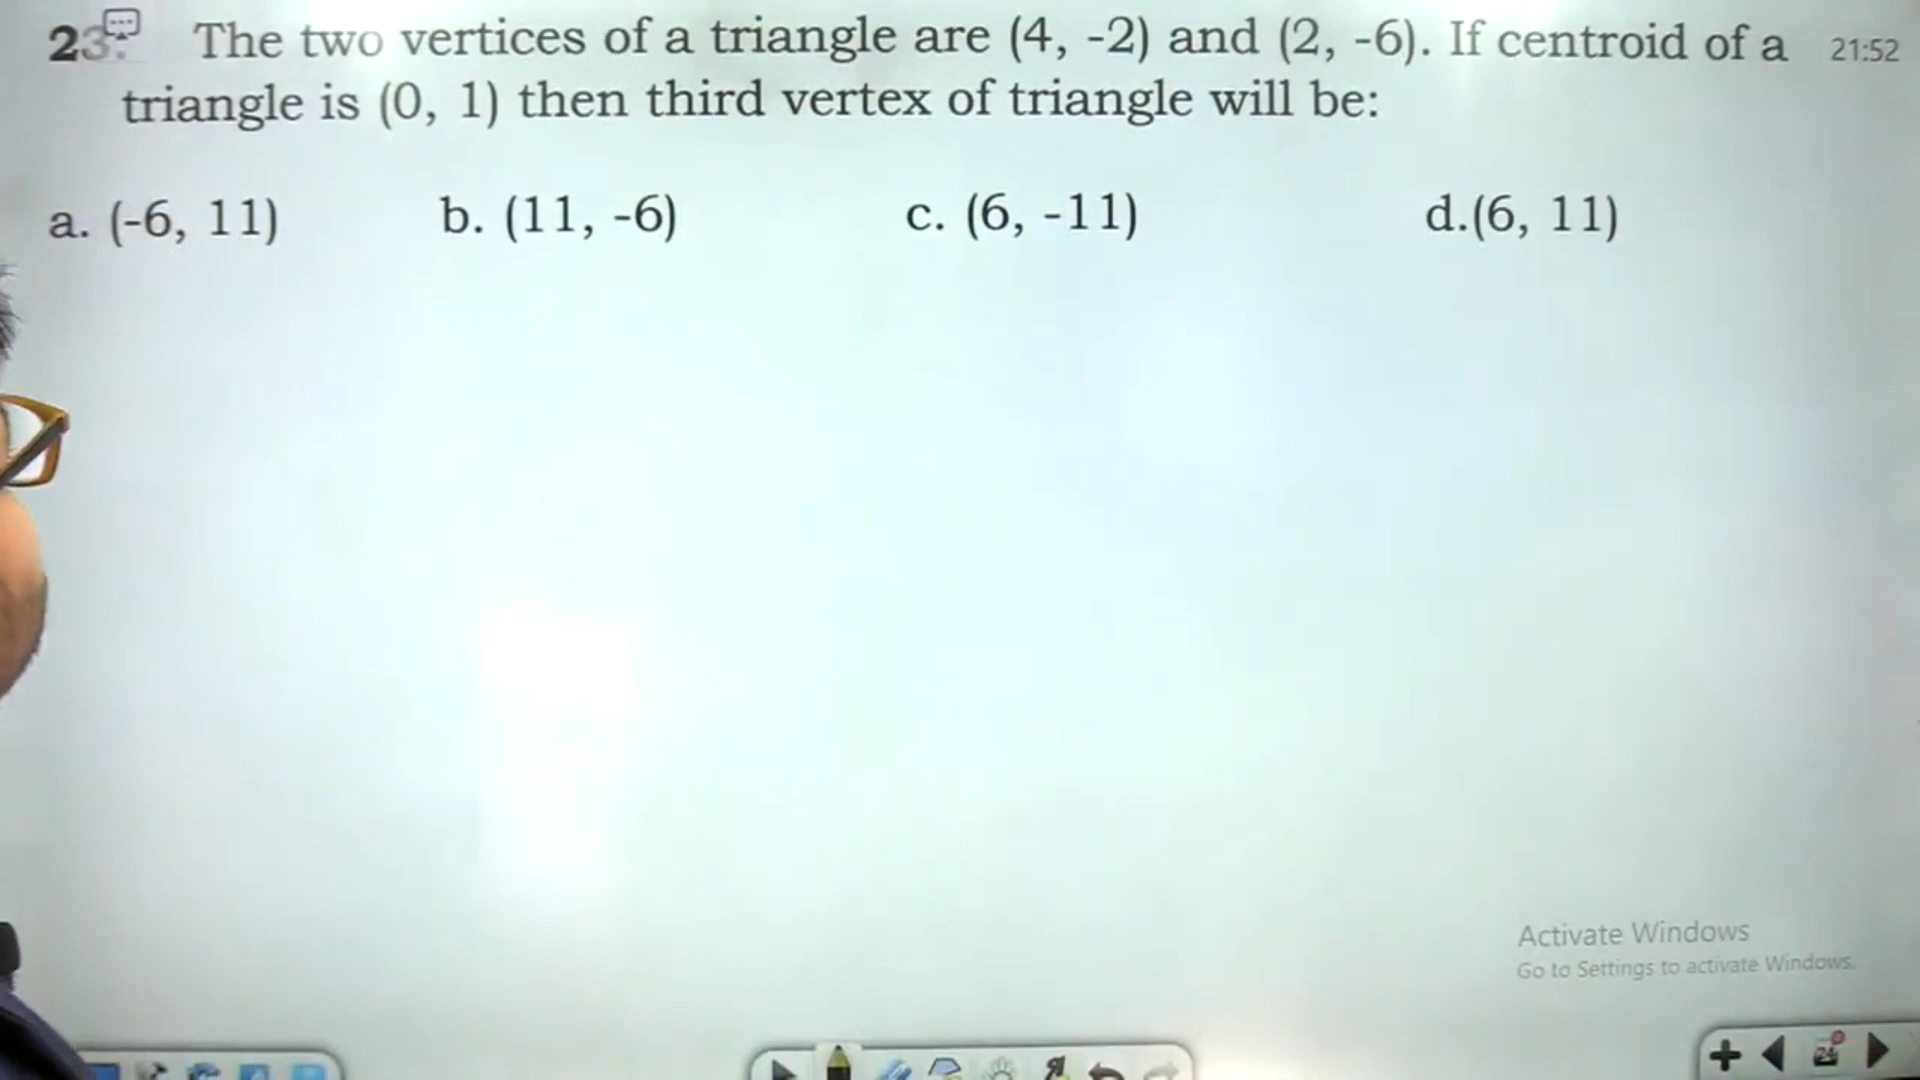 23.
The two vertices of a triangle are (4, -2) and (2, -6). If centroid of a
21:52
triangle is (0, 1) then third vertex of triangle will be:
a. (-6, 11)
b. (11, -6)
c. (6, -11)
d.(6, 11)
Activate Windows
Go to Settings to activate Windows.
24